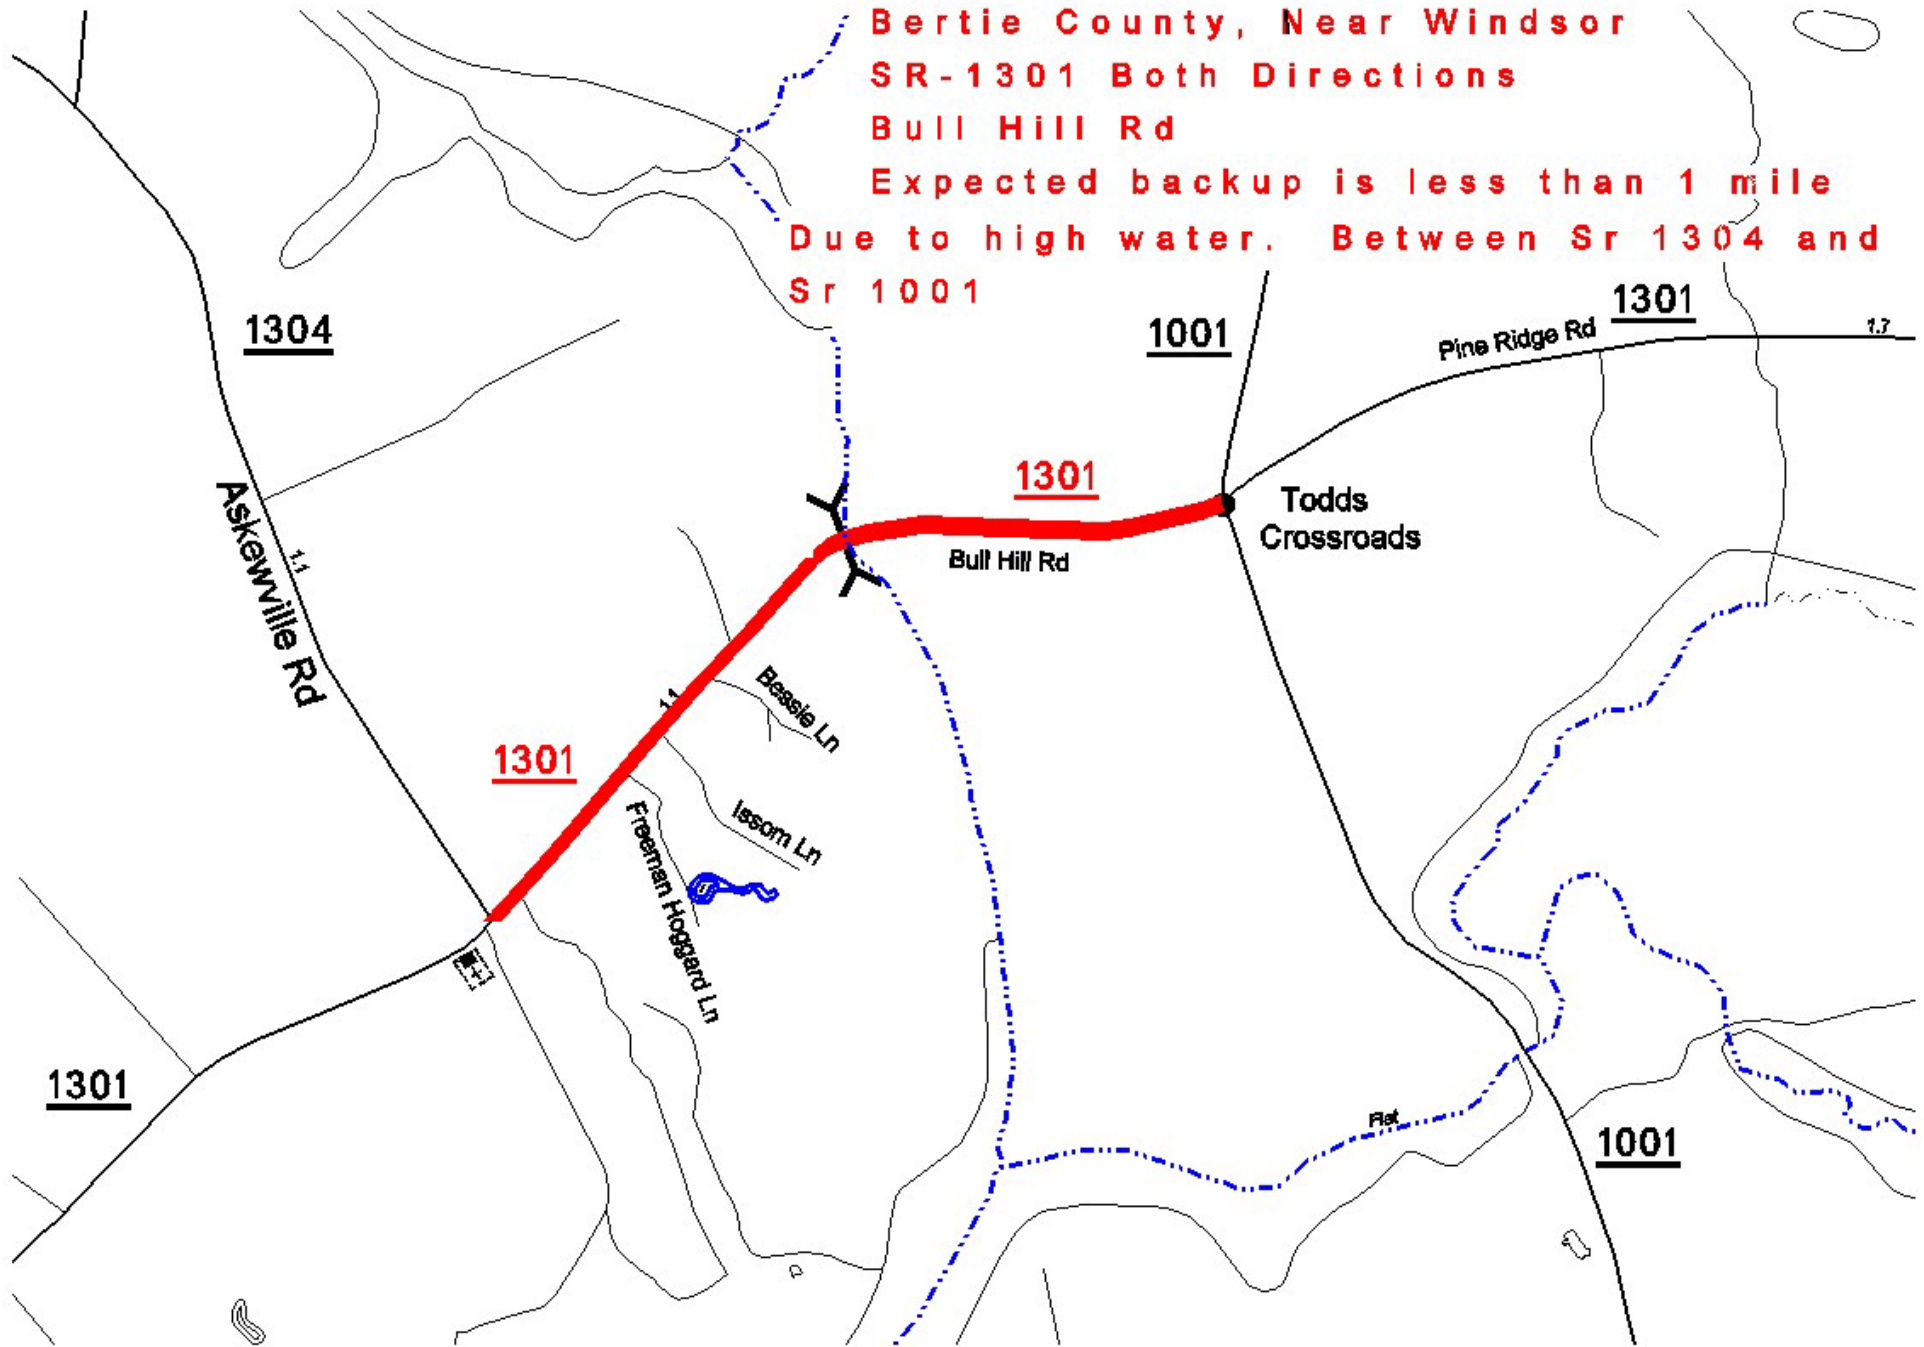 Bertie County, Near Windsor
SR-1301 Both Directions
Bull Hill Rd
Expected backup is less than 1 mile
Due to high water. Between Sr 1304 and
Sr 1001
1304
1001
1301
Pine Ridge Rd
1.7
1301
Todds
Crossroads
Bull Hill Rd
Askewville Rd
1.1
1.1
Bessie Ln
1301
Issom Ln
Freeman Hoggard Ln
1301
Flat
1001